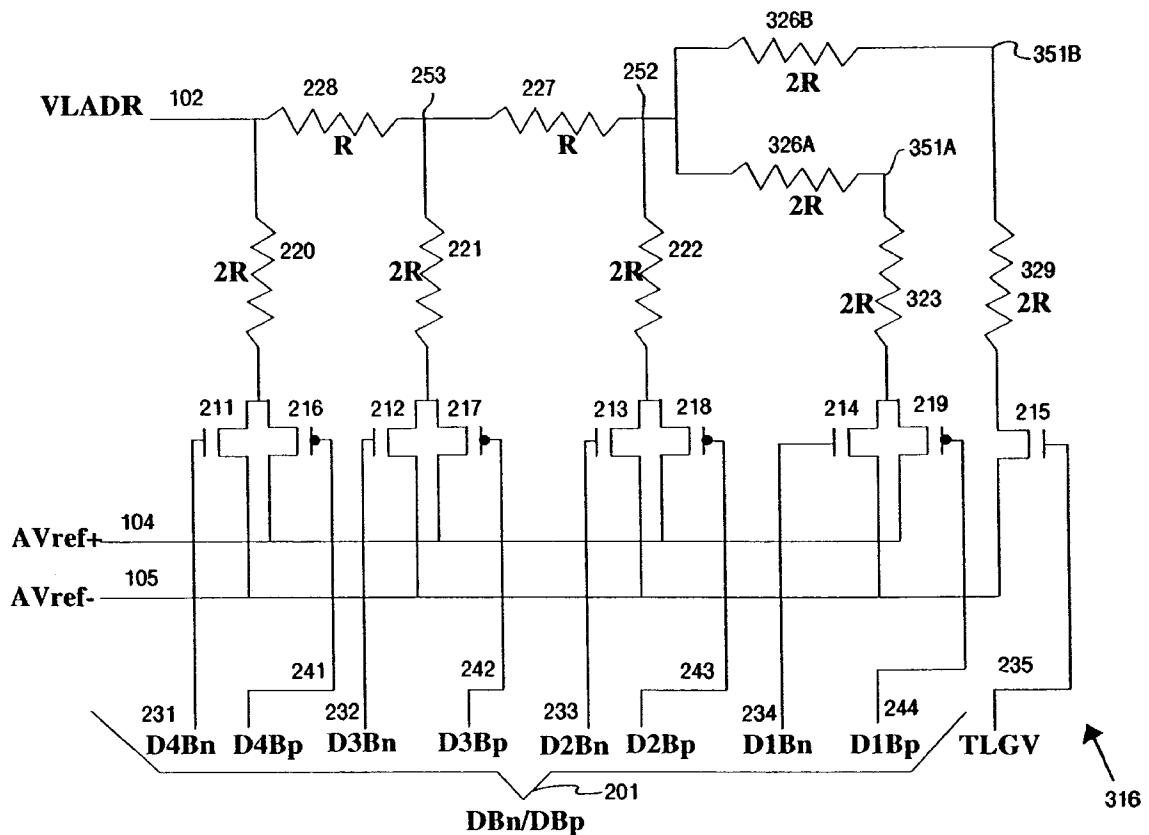 326B
351B
2R
VLADR 102 228 253 227 252
R R
326A 351A
2R
2R 220 2R 221 2R 222 2R 323 329 2R
211 216 212 217 213 218 214 219 215
AVref+ 104
AVref- 105
241 242 243 235
231 232 233 234 244
D4Bn D4Bp D3Bn D3Bp D2Bn D2Bp D1Bn D1Bp TLGV
201 316
DBn/DBp